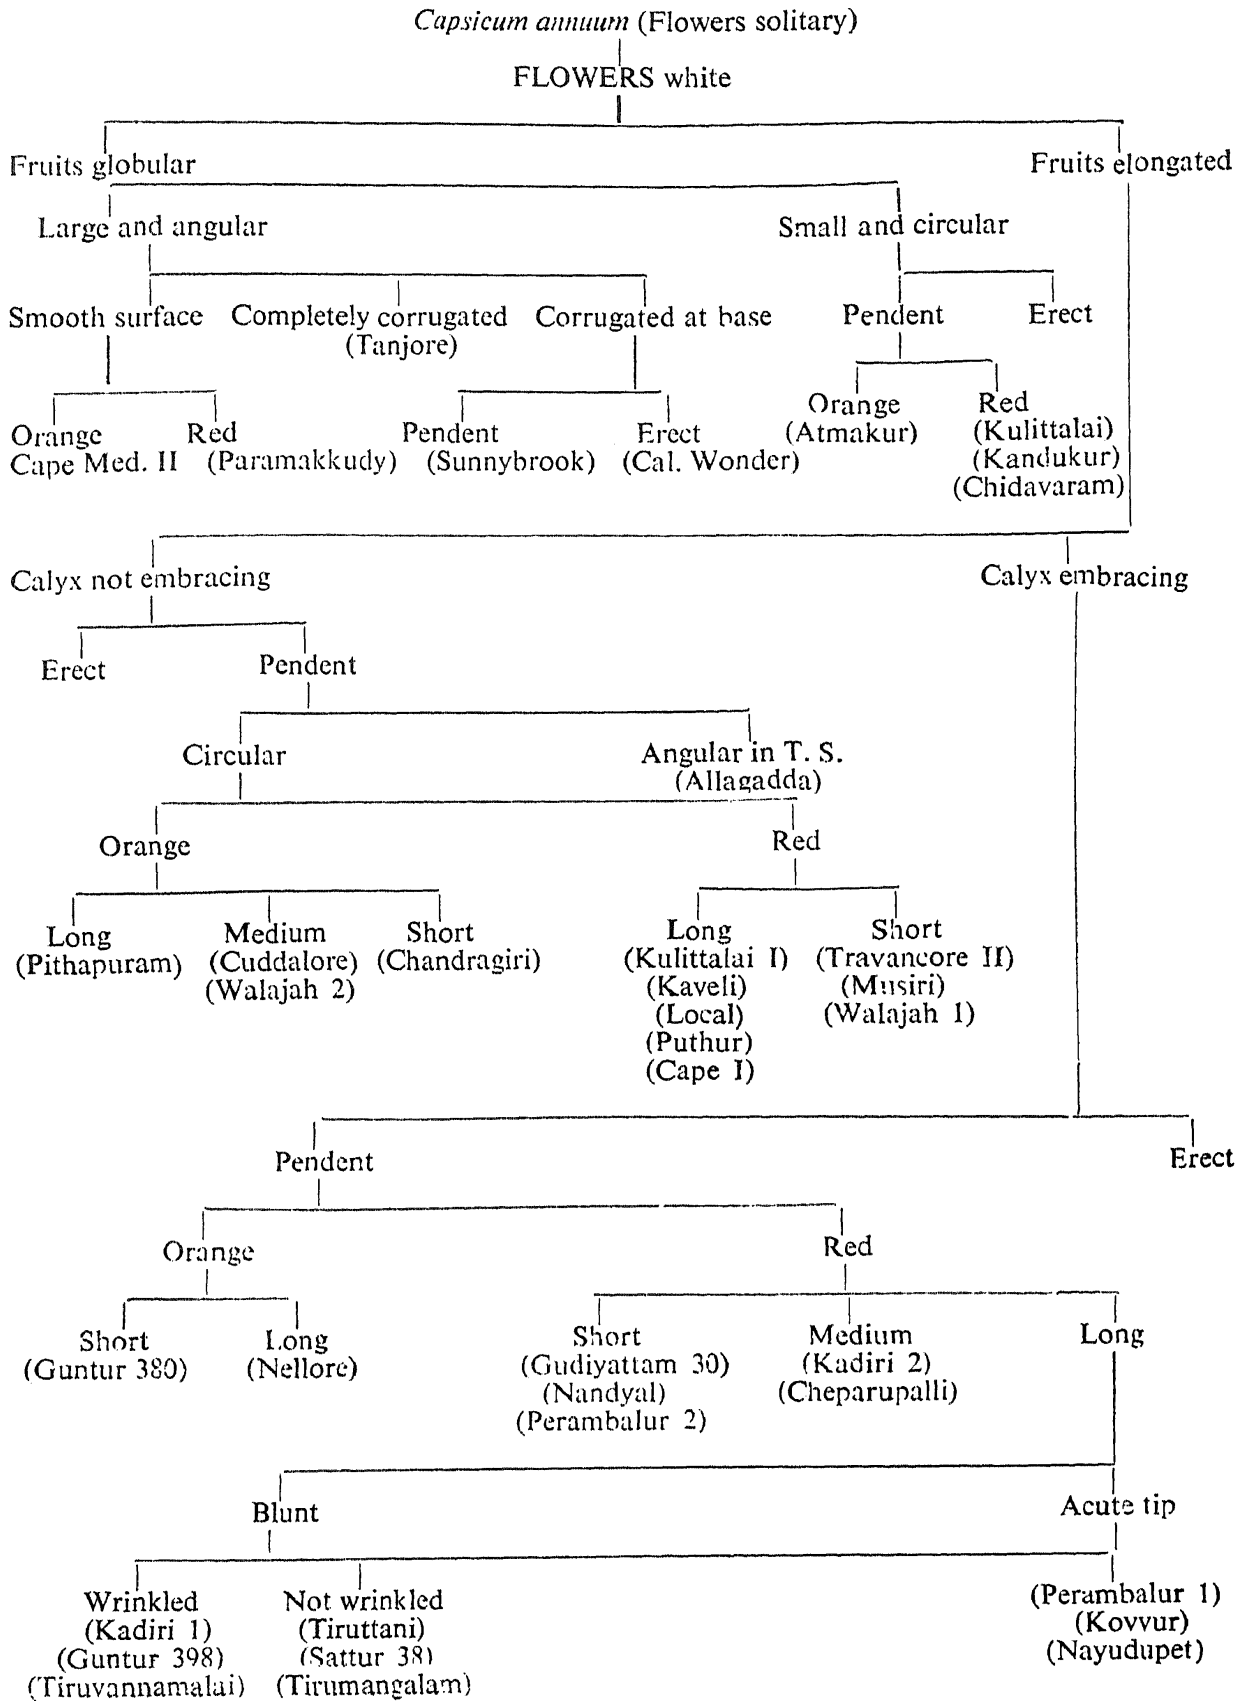 Capsicum annuum (Flowers solitary)
FLOWERS white
Fruits globular
Fruits elongated
Large and angular
Small and circular
Smooth surface
Completely corrugated
(Tanjore)
Corrugated at base
Pendent
Erect
Orange
Cape Med. II
Red
(Paramakkudy)
Pendent
(Sunnybrook)
Erect
(Cal. Wonder)
Orange
(Atmakur)
Red
(Kulittalai)
(Kandukur)
(Chidavaram)
Calyx not embracing
Calyx embracing
Erect
Pendent
Circular
Angular in T. S.
(Allagadda)
Orange
Red
Long
(Pithapuram)
Medium
(Cuddalore)
(Walajah 2)
Short
(Chandragiri)
Long
(Kulittalai I)
(Kaveli)
(Local)
(Puthur)
(Cape I)
Short
(Travancore II)
(Musiri)
(Walajah 1)
Pendent
Erect
Orange
Red
Short
(Guntur 380)
Long
(Nellore)
Short
(Gudiyattam 30)
(Nandyal)
(Perambalur 2)
Medium
(Kadiri 2)
(Cheparupalli)
Long
Blunt
Acute tip
Wrinkled
(Kadiri 1)
(Guntur 398)
(Tiruvannamalai)
Not wrinkled
(Tiruttani)
(Sattur 38)
(Tirumangalam)
(Perambalur 1)
(Kovvur)
(Nayudupet)